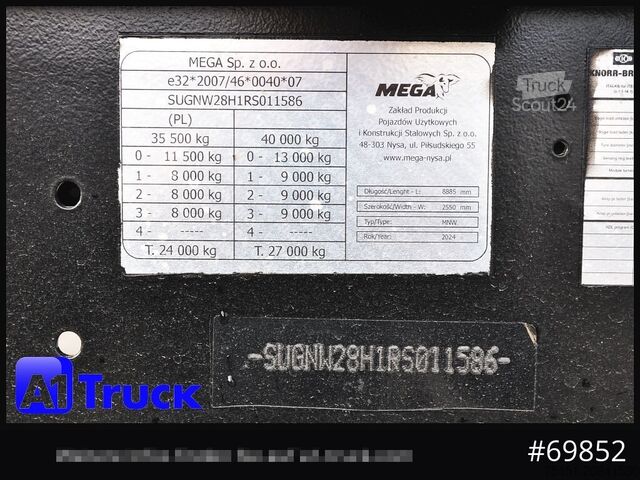 MEGA Sp. z o.o.
e32*2007/46*0040*07
SUGNW28H1RS011586
(PL)
35 500 kg 40 000 kg
0- 11 500 kg 0- 13 000 kg
1- 8 000 kg 1- 9 000 kg
2- 8 000 kg 2- 9 000 kg
3- 8 000 kg 3- 9 000 kg
4- ----- 4- -----
T. 24 000 kg T. 27 000 kg
MEGA
Zakład Produkcji
Pojazdów Użytkowych
i Konstrukcji Stalowych Sp. z o.o.
48-303 Nysa, ul. Piłsudskiego 55
www.mega-nysa.pl
Długość/Lenght - L: 8885 mm
Szerokość/Width - W: 2550 mm
Typ/Type: MNW
Rok/Year: 2024
KNORR-BR
Truck
Scout24
-SUGNW28H1RS011586-
A1 Truck
#69852